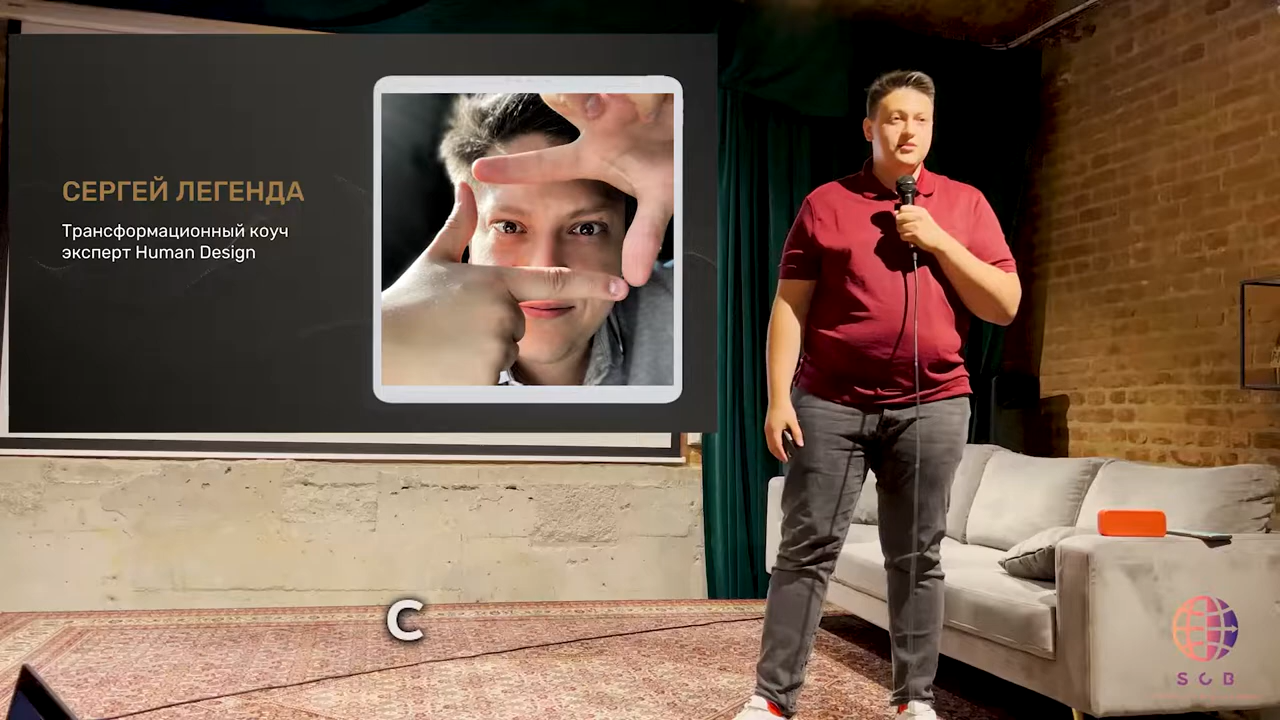 СЕРГЕЙ ЛЕГЕНДА
Трансформационный коуч
эксперт Human Design
С
SCB